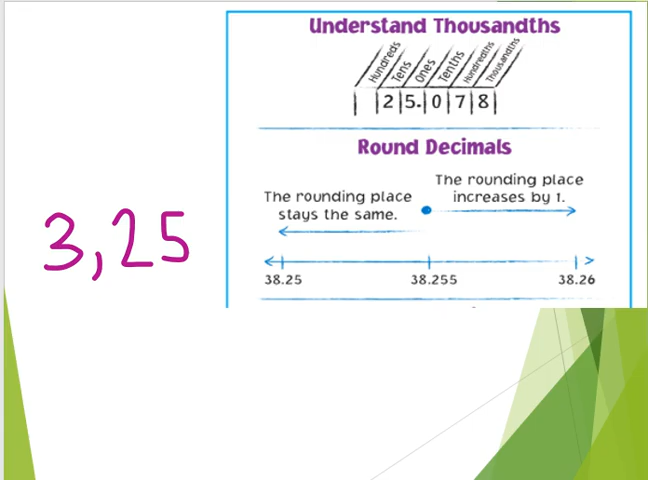 Understand Thousandths
Hundreds Tens Ones Tenths Hundredths Thousandths
2 5. 0 7 8
Round Decimals
The rounding place
stays the same.
The rounding place
increases by 1.
38.25 38.255 38.26
3,25